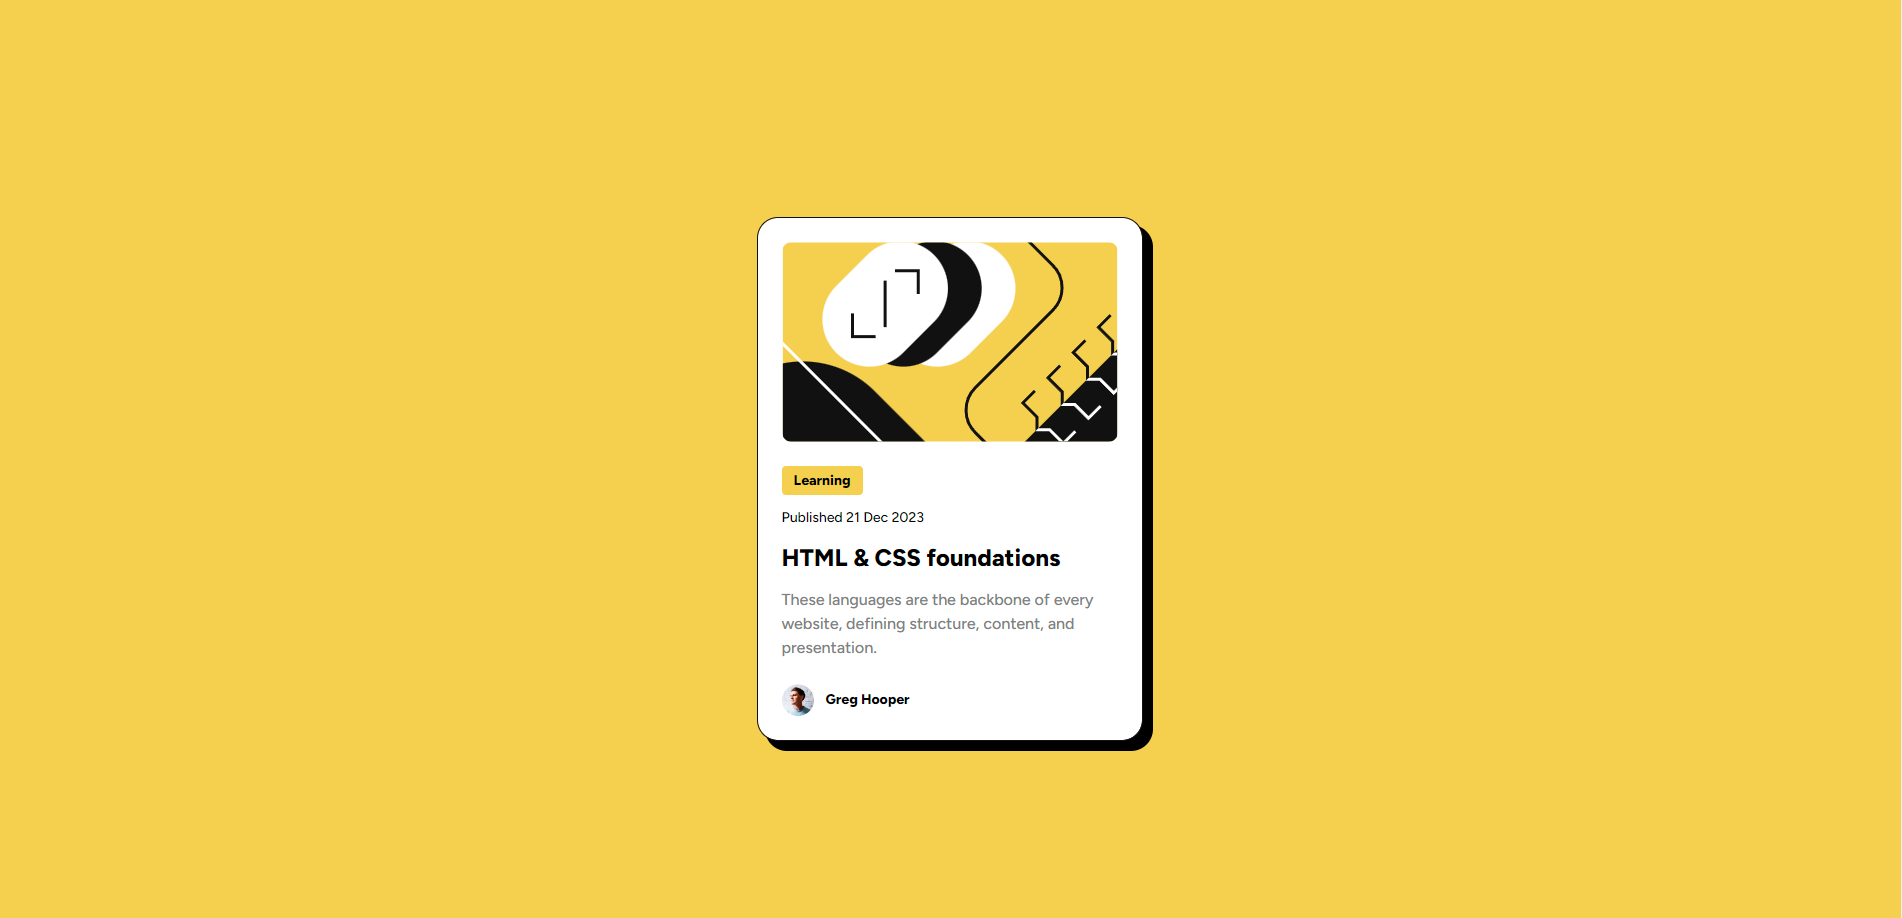 Learning
Published 21 Dec 2023
HTML & CSS foundations
These languages are the backbone of every
website, defining structure, content, and
presentation.
Greg Hooper